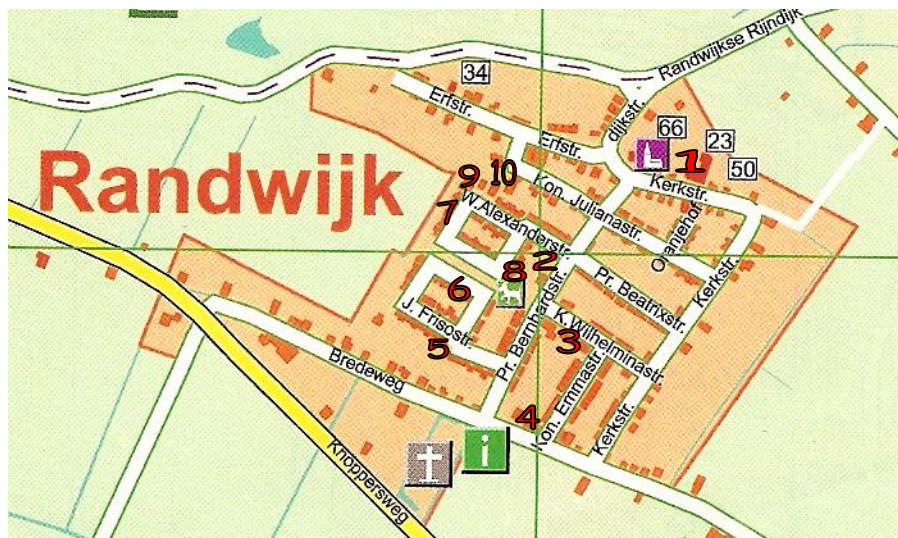 Randwijkse Rijndijk
34
Erfstr.
dijkstr.
66
23
Erfstr.
1
50
Randwijk
9
10
Kerkstr.
Kon. Julianastr.
W.Alexanderstr.
7
Oranjehof
2
8
Pr. Beatrixstr.
Kerkstr.
6
Pr. Bernhardstr.
K.Wilhelminastr.
J. Frisostr.
3
5
Bredeweg
Kon. Emmastr.
Kerkstr.
4
i
Knoppersweg